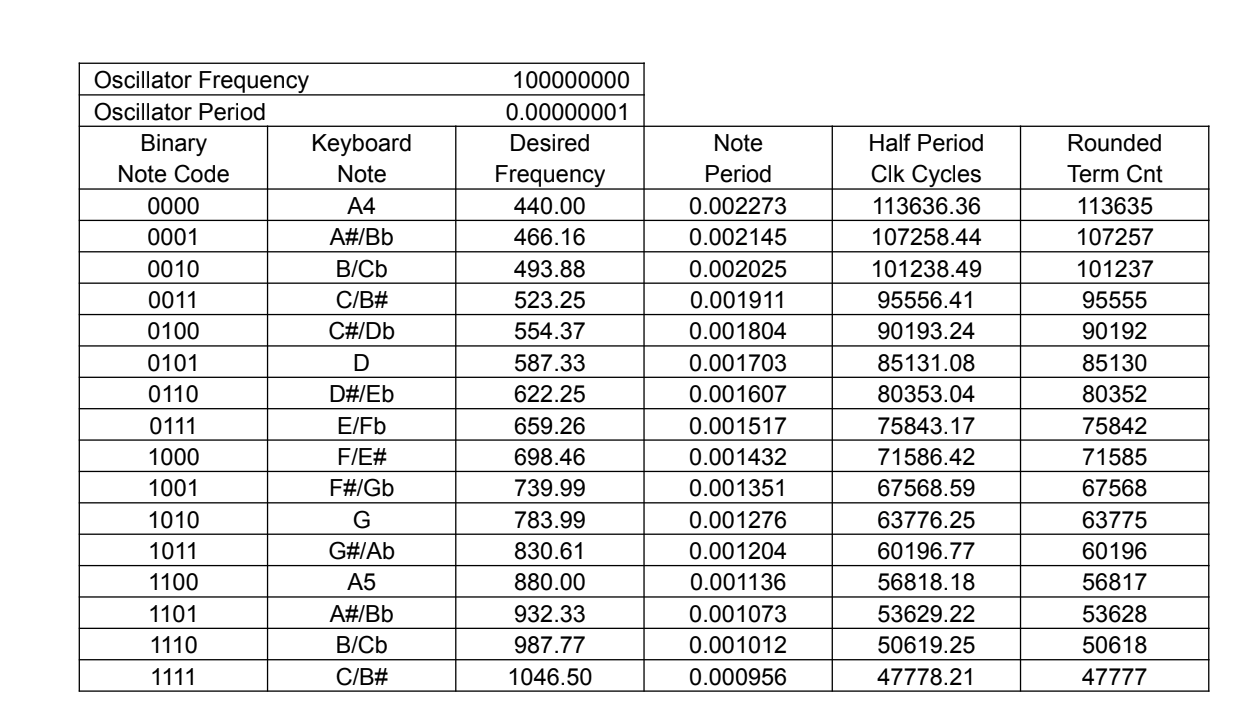 Oscillator Frequency 100000000
Oscillator Period 0.00000001
Binary Keyboard Desired Note Half Period Rounded
Note Code Note Frequency Period Clk Cycles Term Cnt
0000 A4 440.00 0.002273 113636.36 113635
0001 A#/Bb 466.16 0.002145 107258.44 107257
0010 B/Cb 493.88 0.002025 101238.49 101237
0011 C/B# 523.25 0.001911 95556.41 95555
0100 C#/Db 554.37 0.001804 90193.24 90192
0101 D 587.33 0.001703 85131.08 85130
0110 D#/Eb 622.25 0.001607 80353.04 80352
0111 E/Fb 659.26 0.001517 75843.17 75842
1000 F/E# 698.46 0.001432 71586.42 71585
1001 F#/Gb 739.99 0.001351 67568.59 67568
1010 G 783.99 0.001276 63776.25 63775
1011 G#/Ab 830.61 0.001204 60196.77 60196
1100 A5 880.00 0.001136 56818.18 56817
1101 A#/Bb 932.33 0.001073 53629.22 53628
1110 B/Cb 987.77 0.001012 50619.25 50618
1111 C/B# 1046.50 0.000956 47778.21 47777